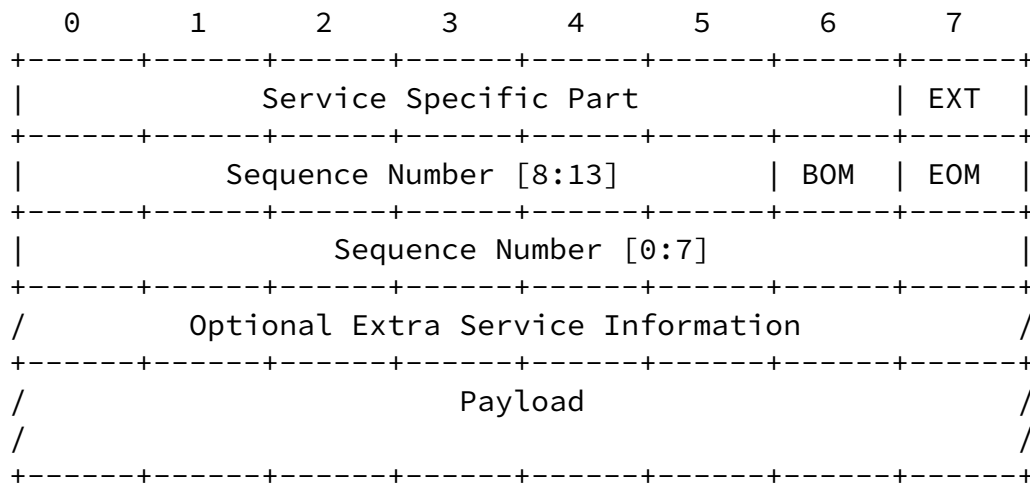 0 1 2 3 4 5 6 7
+------+------+------+------+------+------+------+------+
| Service Specific Part | EXT |
+------+------+------+------+------+------+------+------+
| Sequence Number [8:13] | BOM | EOM |
+------+------+------+------+------+------+------+------+
| Sequence Number [0:7] |
+------+------+------+------+------+------+------+------+
/ Optional Extra Service Information /
+------+------+------+------+------+------+------+------+
/ Payload /
/ /
+------+------+------+------+------+------+------+------+